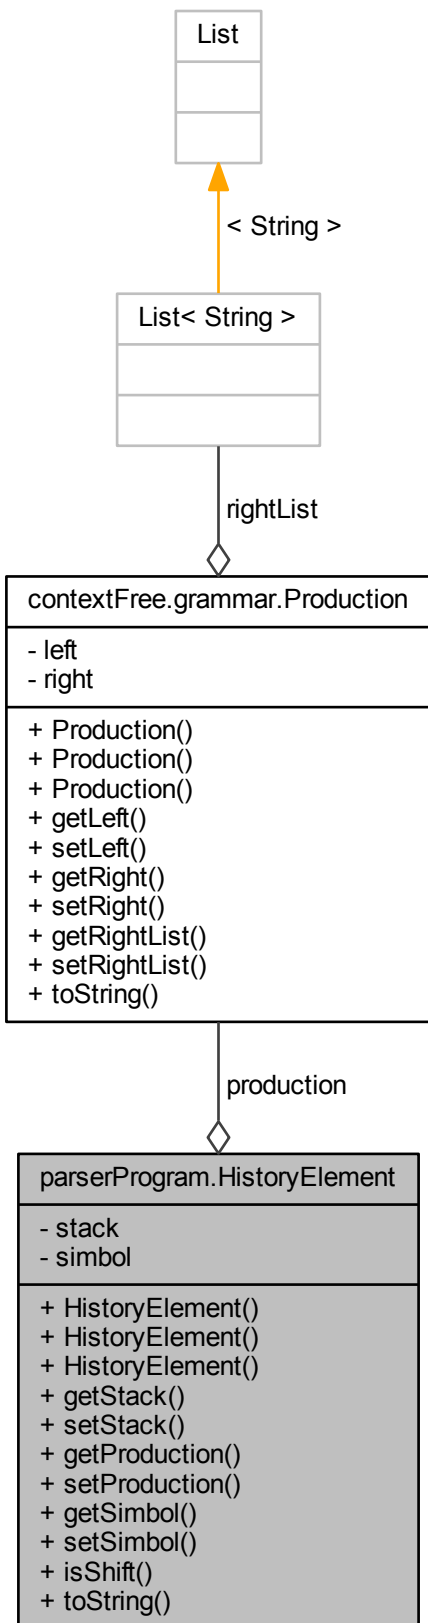 List
< String >
List< String >
rightList
contextFree.grammar.Production
- left
- right
+ Production()
+ Production()
+ Production()
+ getLeft()
+ setLeft()
+ getRight()
+ setRight()
+ getRightList()
+ setRightList()
+ toString()
production
parserProgram.HistoryElement
- stack
- simbol
+ HistoryElement()
+ HistoryElement()
+ HistoryElement()
+ getStack()
+ setStack()
+ getProduction()
+ setProduction()
+ getSimbol()
+ setSimbol()
+ isShift()
+ toString()